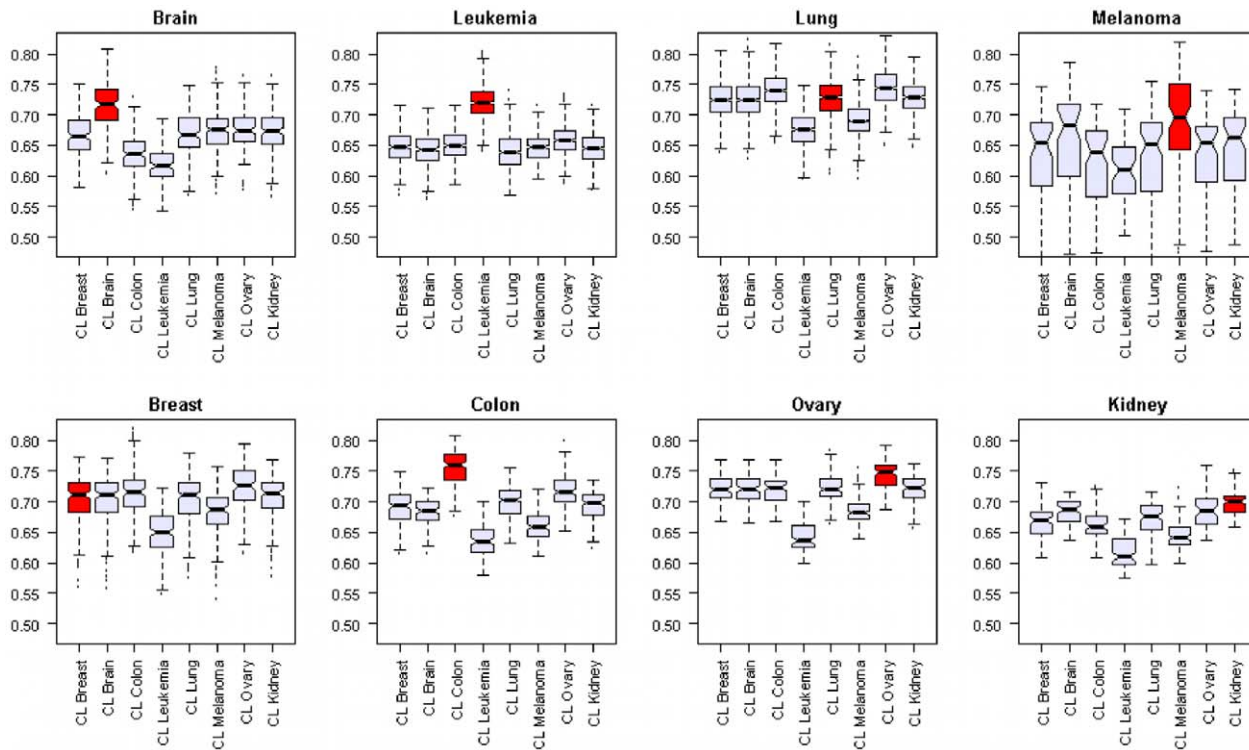 Brain
0.80
0.75
0.70
0.65
0.60
0.55
0.50
CL Breast
CL Brain
CL Colon
CL Leukemia
CL Lung
CL Melanoma
CL Ovary
CL Kidney
Leukemia
0.80
0.75
0.70
0.65
0.60
0.55
0.50
CL Breast
CL Brain
CL Colon
CL Leukemia
CL Lung
CL Melanoma
CL Ovary
CL Kidney
Lung
0.80
0.75
0.70
0.65
0.60
0.55
0.50
CL Breast
CL Brain
CL Colon
CL Leukemia
CL Lung
CL Melanoma
CL Ovary
CL Kidney
Melanoma
0.80
0.75
0.70
0.65
0.60
0.55
0.50
CL Breast
CL Brain
CL Colon
CL Leukemia
CL Lung
CL Melanoma
CL Ovary
CL Kidney
Breast
0.80
0.75
0.70
0.65
0.60
0.55
0.50
CL Breast
CL Brain
CL Colon
CL Leukemia
CL Lung
CL Melanoma
CL Ovary
CL Kidney
Colon
0.80
0.75
0.70
0.65
0.60
0.55
0.50
CL Breast
CL Brain
CL Colon
CL Leukemia
CL Lung
CL Melanoma
CL Ovary
CL Kidney
Ovary
0.80
0.75
0.70
0.65
0.60
0.55
0.50
CL Breast
CL Brain
CL Colon
CL Leukemia
CL Lung
CL Melanoma
CL Ovary
CL Kidney
Kidney
0.80
0.75
0.70
0.65
0.60
0.55
0.50
CL Breast
CL Brain
CL Colon
CL Leukemia
CL Lung
CL Melanoma
CL Ovary
CL Kidney